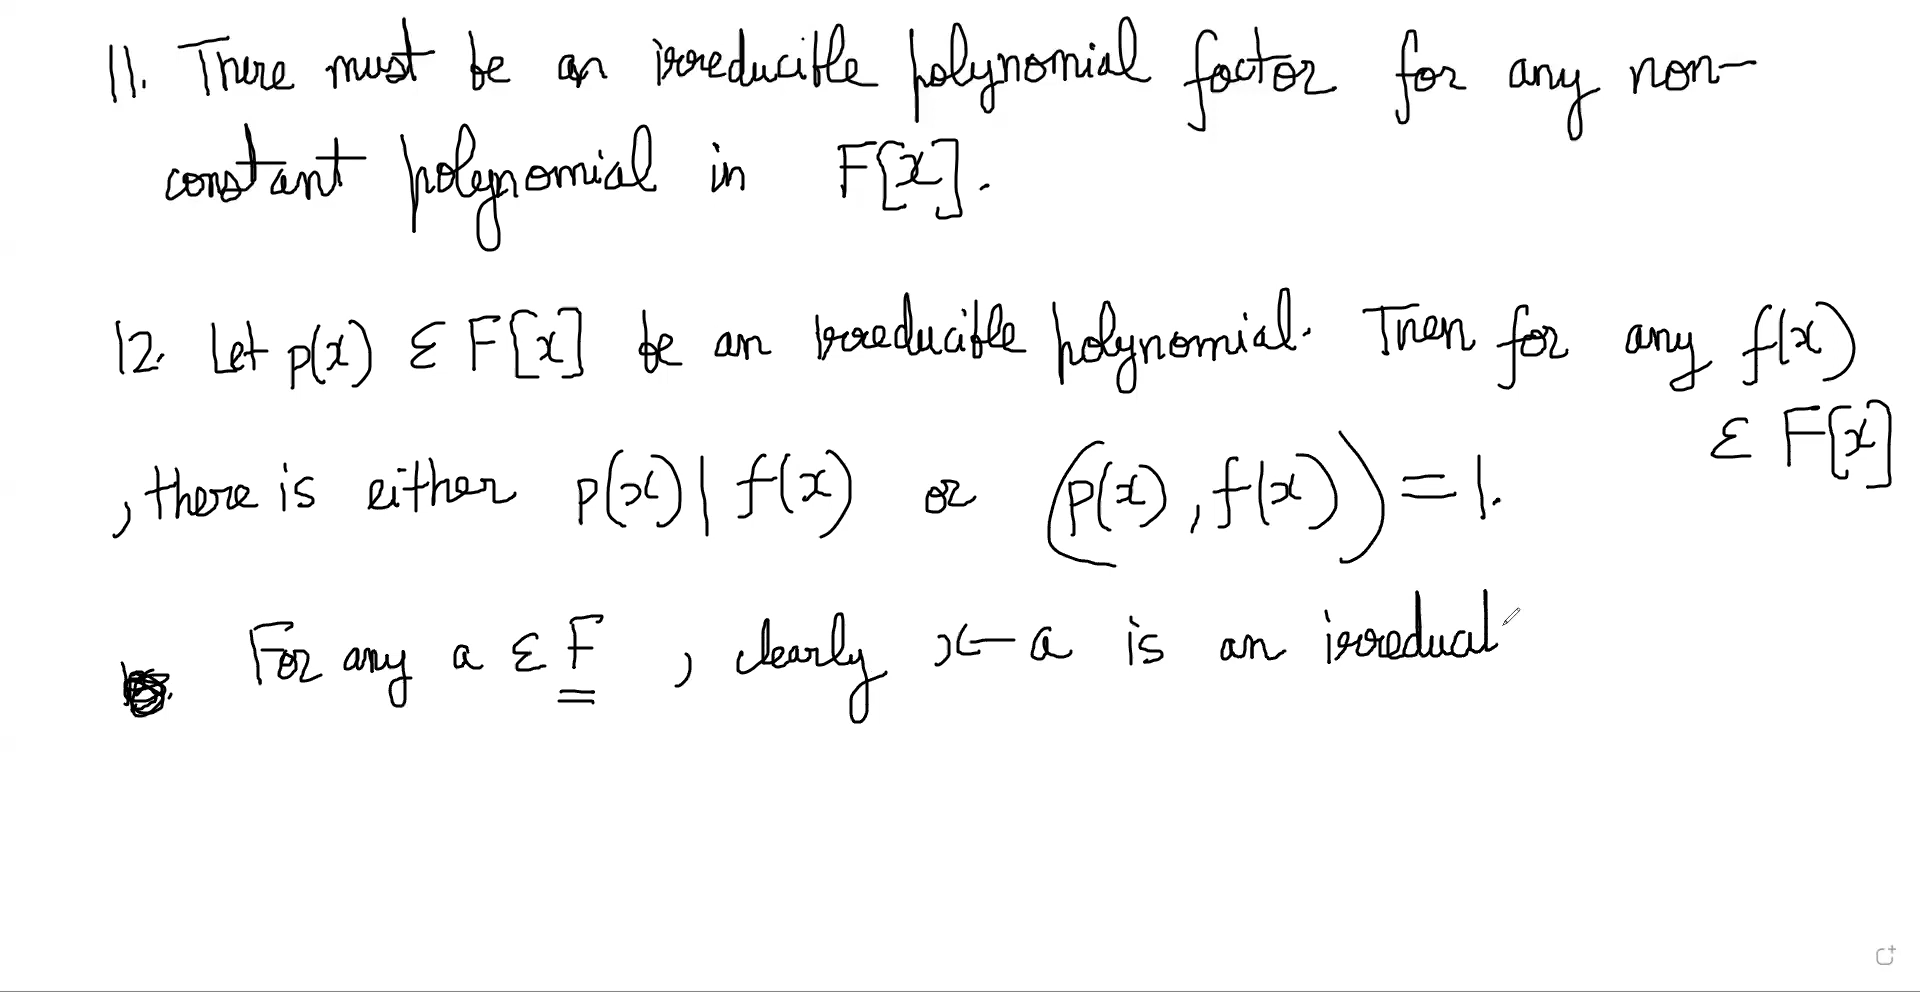 11. There must be an irreducible polynomial factor for any non-
constant polynomial in F[x].
12. Let p(x) ∈ F[x] be an irreducible polynomial. Then for any f(x)
∈ F[x]
, there is either p(x) | f(x) or (p(x), f(x)) = 1.
For any a ∈ F, clearly x-a is an irreducil